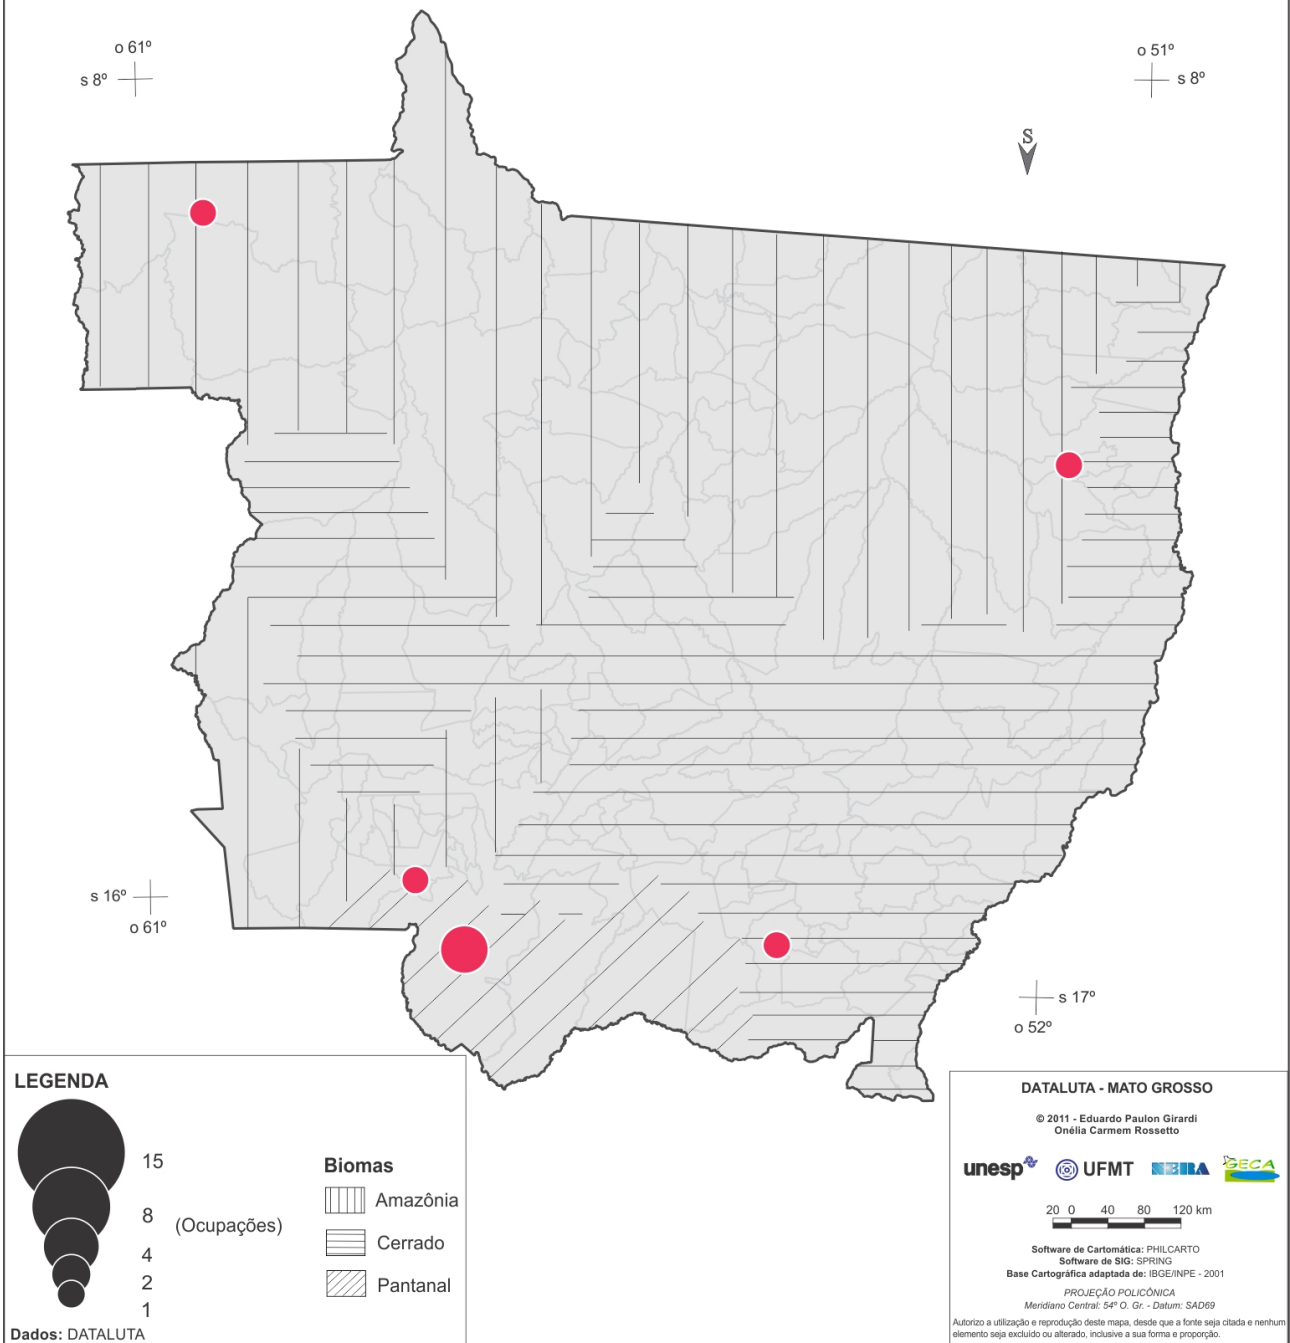 o 61º
s 8º
o 51º
s 8º
S
s 16º
o 61º
s 17º
o 52º
LEGENDA
15
8
4
2
1
(Ocupações)
Dados: DATALUTA
Biomas
Amazônia
Cerrado
Pantanal
DATALUTA - MATO GROSSO
© 2011 - Eduardo Paulon Girardi
Onélia Carmem Rossetto
unesp UFMT NERA GECA
20 0 40 80 120 km
Software de Cartomática: PHILCARTO
Software de SIG: SPRING
Base Cartográfica adaptada de: IBGE/INPE - 2001
PROJEÇÃO POLICÔNICA
Meridiano Central: 54º O. Gr. - Datum: SAD69
Autorizo a utilização e reprodução deste mapa, desde que a fonte seja citada e nenhum
elemento seja excluído ou alterado, inclusive a sua forma e proporção.